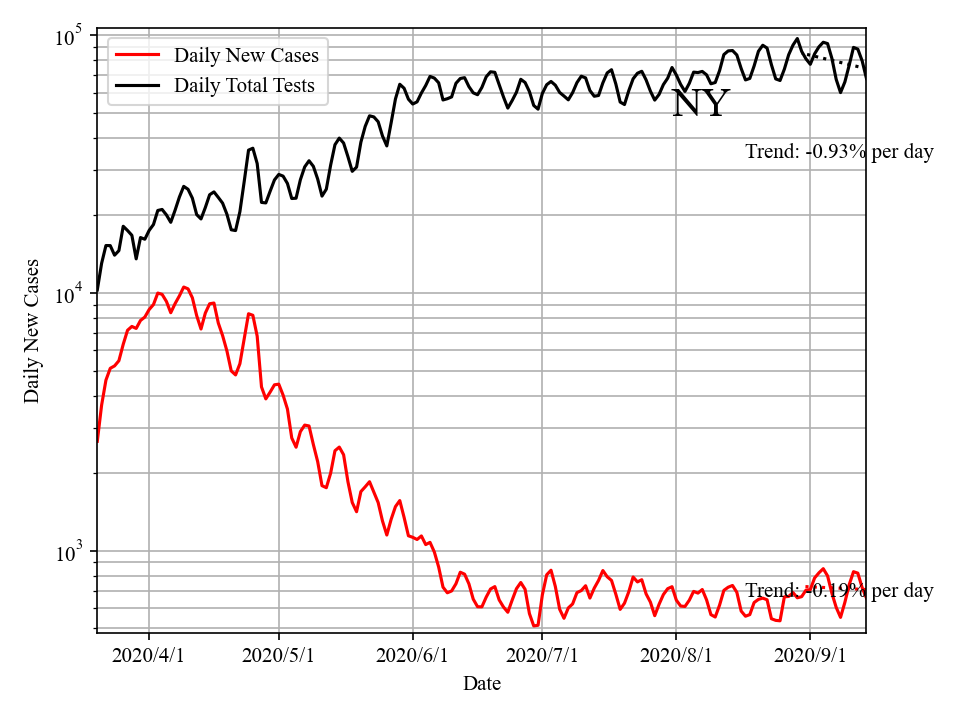 10^5
Daily New Cases
Daily Total Tests
NY
Trend: -0.93% per day
10^4
Daily New Cases
10^3
Trend: -0.19% per day
2020/4/1 2020/5/1 2020/6/1 2020/7/1 2020/8/1 2020/9/1
Date